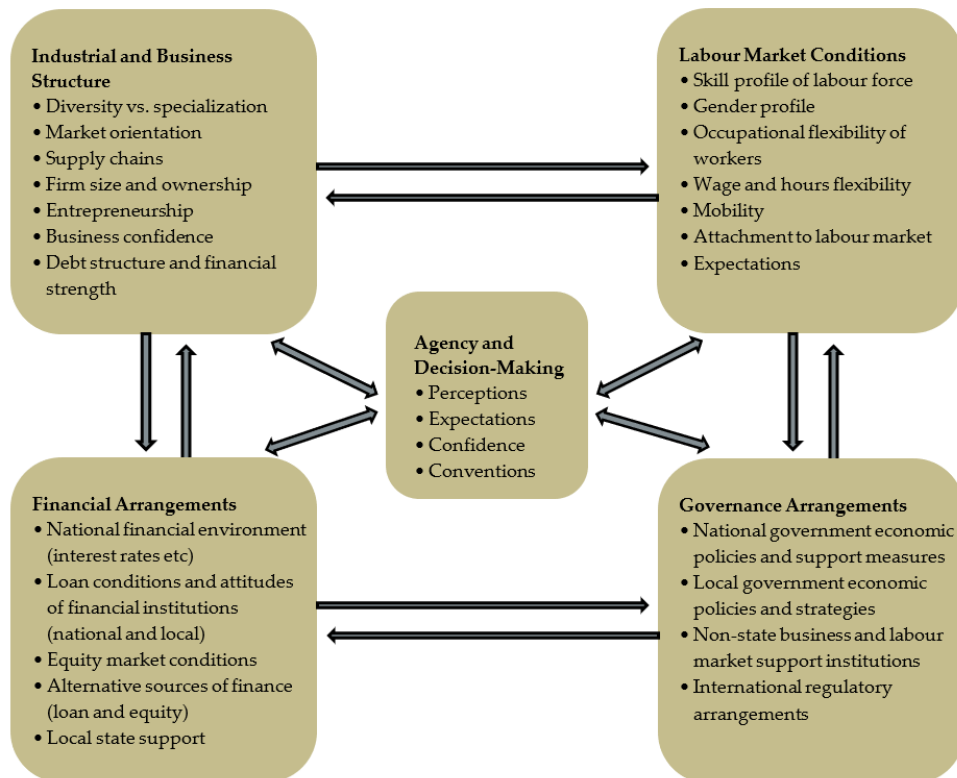 Industrial and Business
Structure
• Diversity vs. specialization
• Market orientation
• Supply chains
• Firm size and ownership
• Entrepreneurship
• Business confidence
• Debt structure and financial
strength
Labour Market Conditions
• Skill profile of labour force
• Gender profile
• Occupational flexibility of
workers
• Wage and hours flexibility
• Mobility
• Attachment to labour market
• Expectations
Agency and
Decision-Making
• Perceptions
• Expectations
• Confidence
• Conventions
Financial Arrangements
• National financial environment
(interest rates etc)
• Loan conditions and attitudes
of financial institutions
(national and local)
• Equity market conditions
• Alternative sources of finance
(loan and equity)
• Local state support
Governance Arrangements
• National government economic
policies and support measures
• Local government economic
policies and strategies
• Non-state business and labour
market support institutions
• International regulatory
arrangements